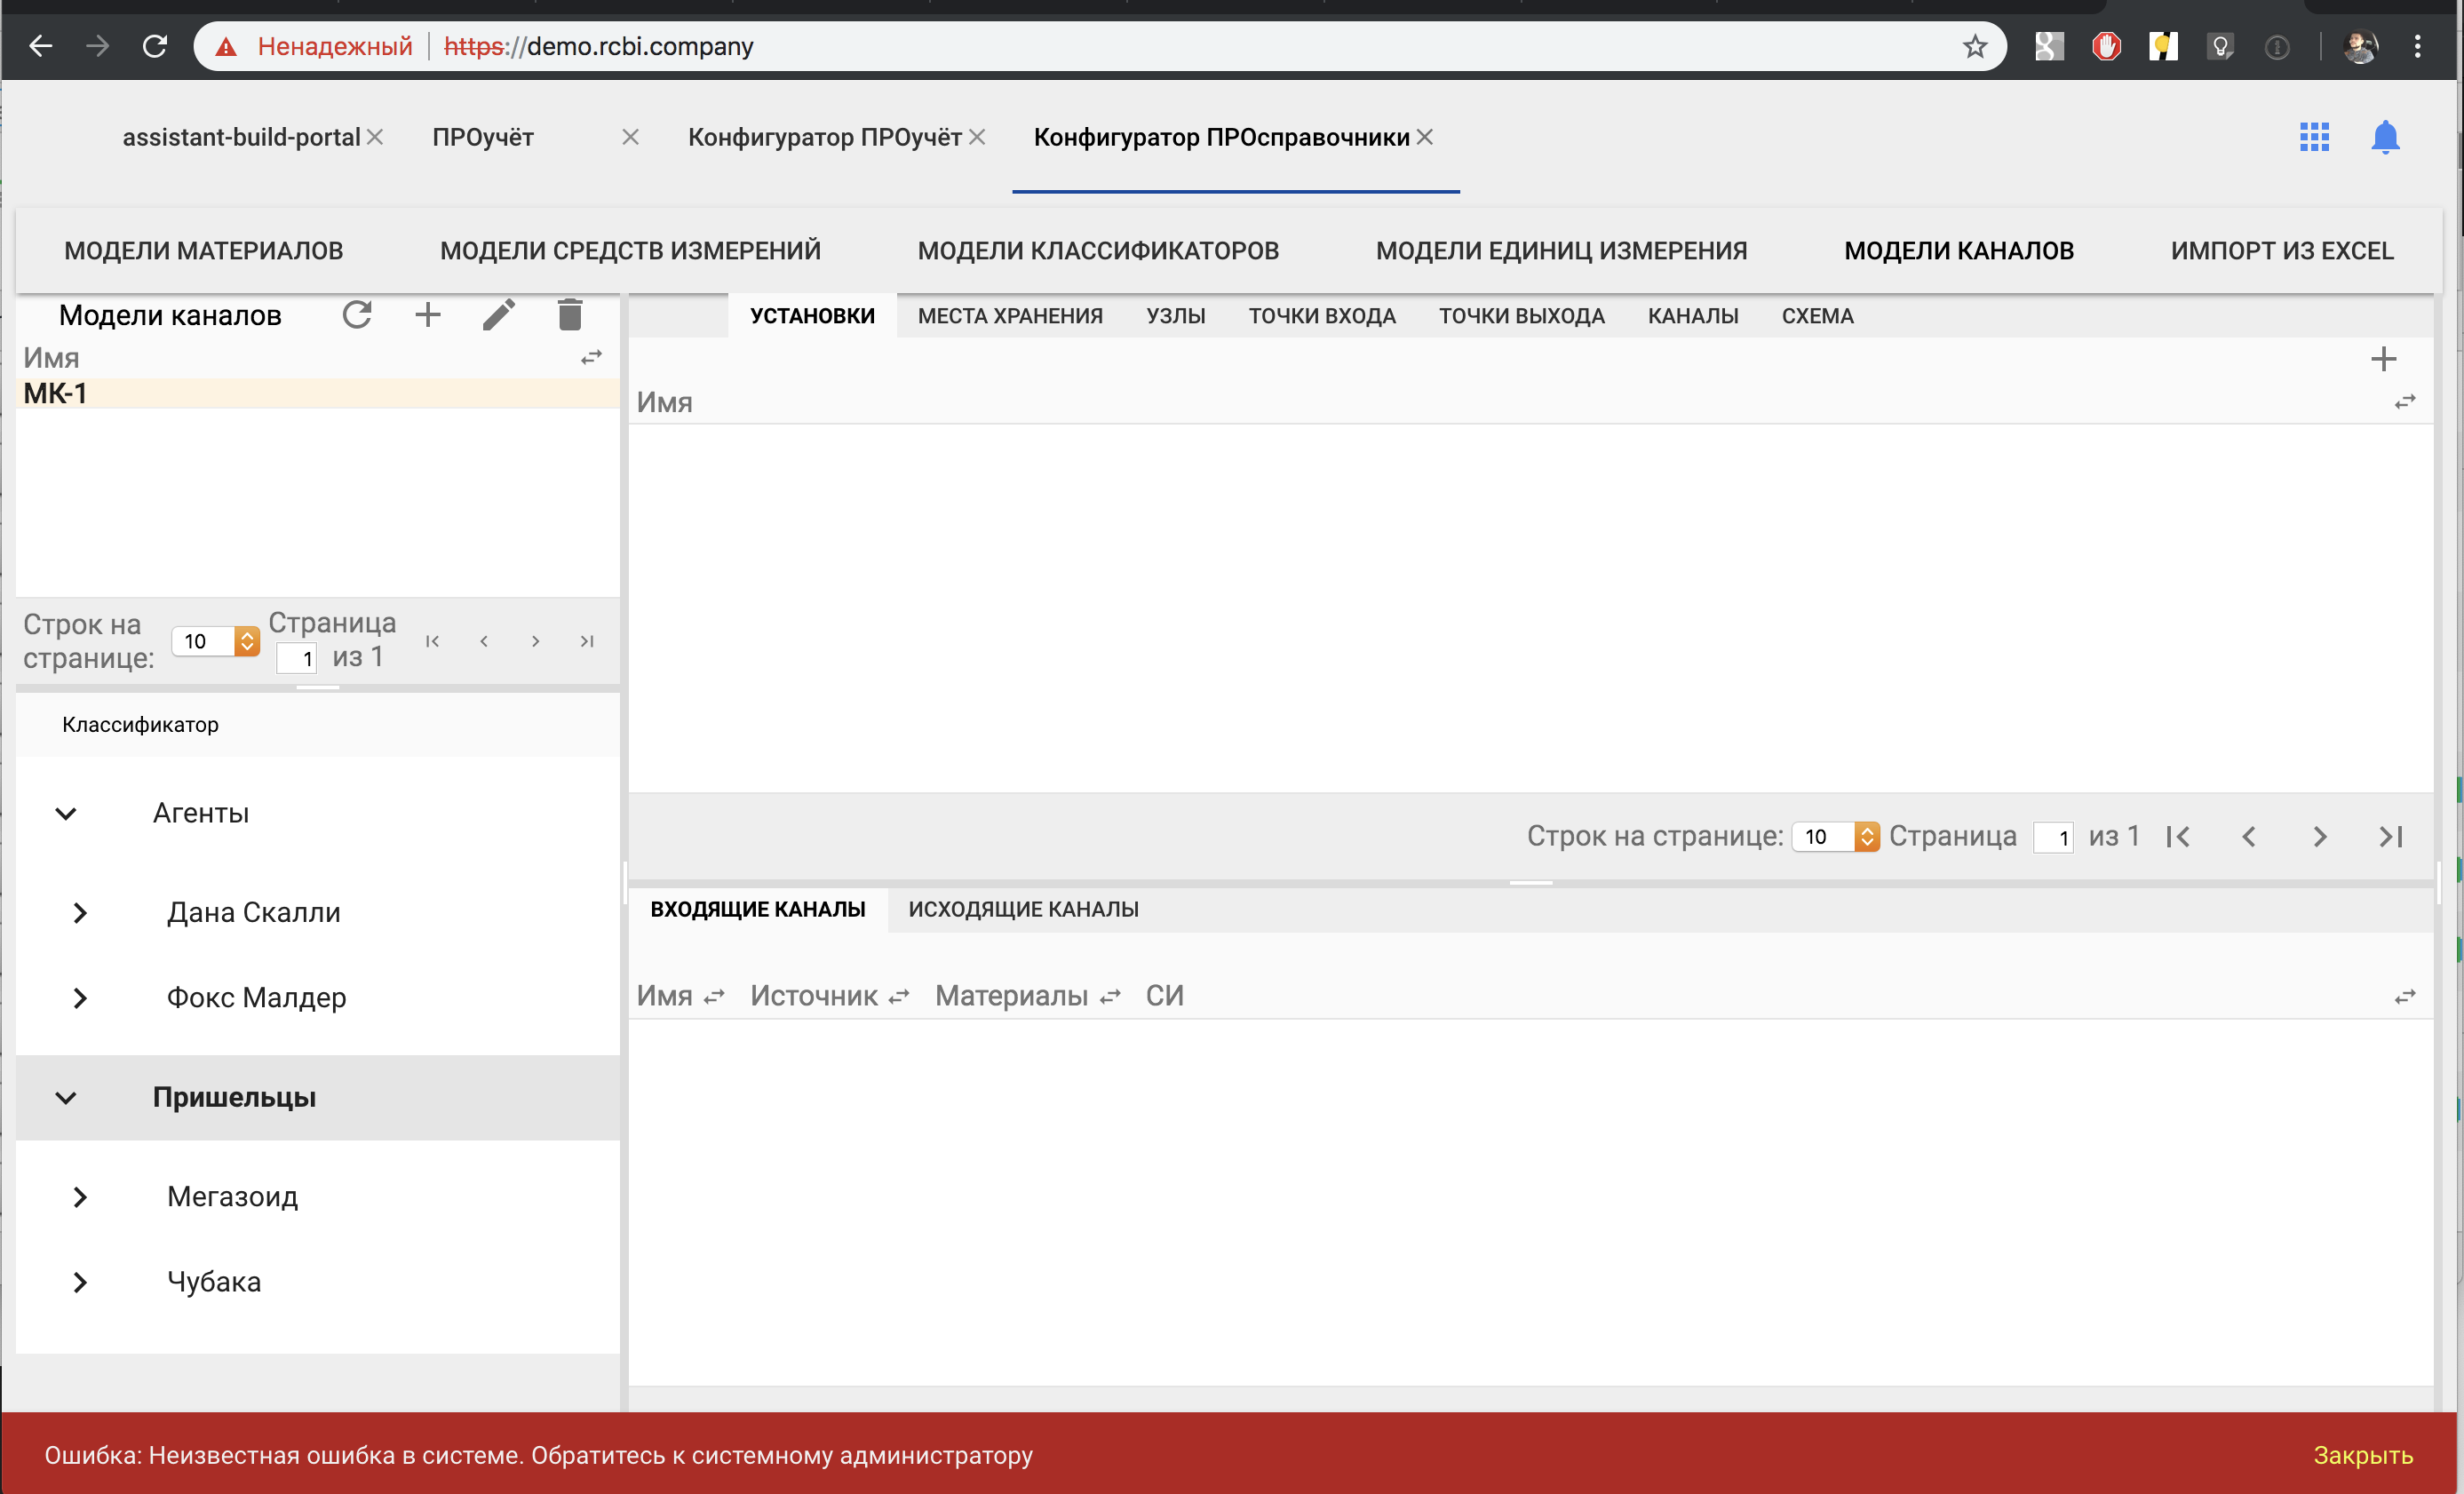 Ненадежный https://demo.rcbi.company
assistant-build-portal ПРОучёт Конфигуратор ПРОучёт Конфигуратор ПРОсправочники
МОДЕЛИ МАТЕРИАЛОВ МОДЕЛИ СРЕДСТВ ИЗМЕРЕНИЙ МОДЕЛИ КЛАССИФИКАТОРОВ МОДЕЛИ ЕДИНИЦ ИЗМЕРЕНИЯ МОДЕЛИ КАНАЛОВ ИМПОРТ ИЗ EXCEL
Модели каналов
Имя
МК-1
Строк на странице: 10 Страница 1 из 1
Классификатор
Агенты
Дана Скалли
Фокс Малдер
Пришельцы
Мегазоид
Чубака
УСТАНОВКИ МЕСТА ХРАНЕНИЯ УЗЛЫ ТОЧКИ ВХОДА ТОЧКИ ВЫХОДА КАНАЛЫ СХЕМА
Имя
Строк на странице: 10 Страница 1 из 1
ВХОДЯЩИЕ КАНАЛЫ ИСХОДЯЩИЕ КАНАЛЫ
Имя Источник Материалы СИ
Ошибка: Неизвестная ошибка в системе. Обратитесь к системному администратору Закрыть